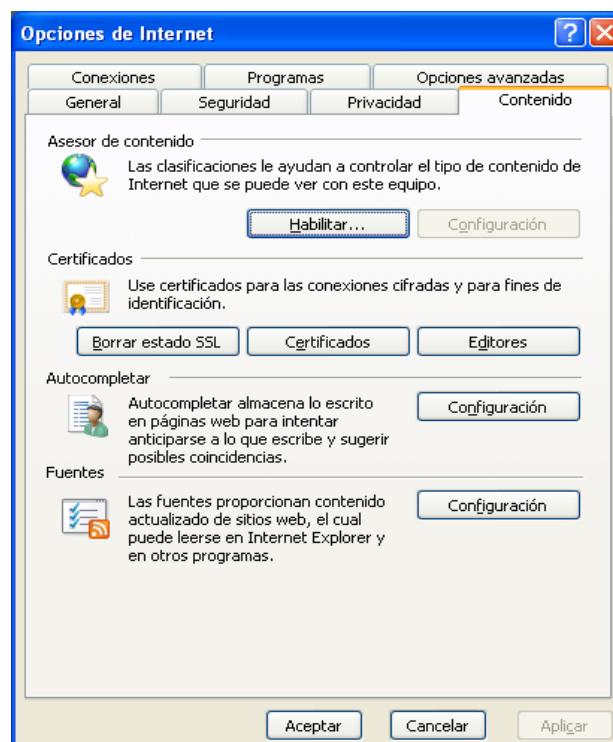 Opciones de Internet
Conexiones Programas Opciones avanzadas
General Seguridad Privacidad Contenido
Asesor de contenido
Las clasificaciones le ayudan a controlar el tipo de contenido de
Internet que se puede ver con este equipo.
Habilitar... Configuración
Certificados
Use certificados para las conexiones cifradas y para fines de
identificación.
Borrar estado SSL Certificados Editores
Autocompletar
Autocompletar almacena lo escrito
en páginas web para intentar
anticiparse a lo que escribe y sugerir
posibles coincidencias.
Configuración
Fuentes
Las fuentes proporcionan contenido
actualizado de sitios web, el cual
puede leerse en Internet Explorer y
en otros programas.
Configuración
Aceptar Cancelar Aplicar